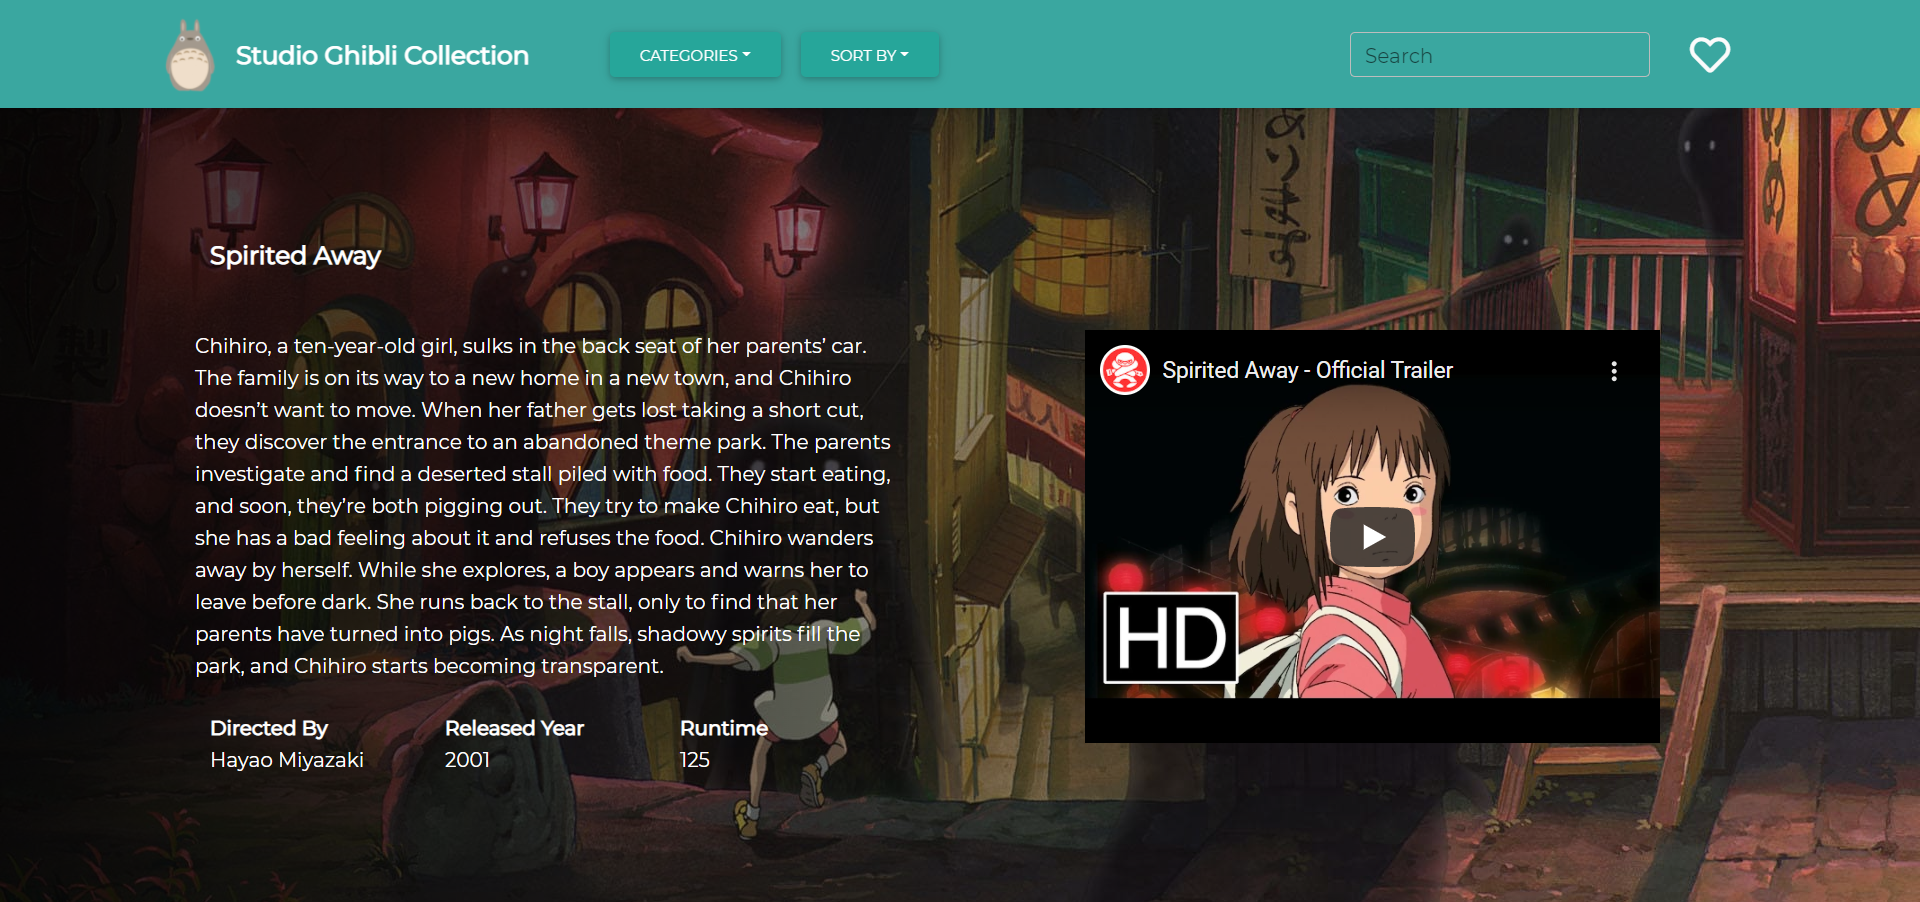 Studio Ghibli Collection
CATEGORIES
SORT BY
Search
Spirited Away
Chihiro, a ten-year-old girl, sulks in the back seat of her parents’ car.
The family is on its way to a new home in a new town, and Chihiro
doesn’t want to move. When her father gets lost taking a short cut,
they discover the entrance to an abandoned theme park. The parents
investigate and find a deserted stall piled with food. They start eating,
and soon, they’re both pigging out. They try to make Chihiro eat, but
she has a bad feeling about it and refuses the food. Chihiro wanders
away by herself. While she explores, a boy appears and warns her to
leave before dark. She runs back to the stall, only to find that her
parents have turned into pigs. As night falls, shadowy spirits fill the
park, and Chihiro starts becoming transparent.
Directed By
Hayao Miyazaki
Released Year
2001
Runtime
125
Spirited Away - Official Trailer
HD
め